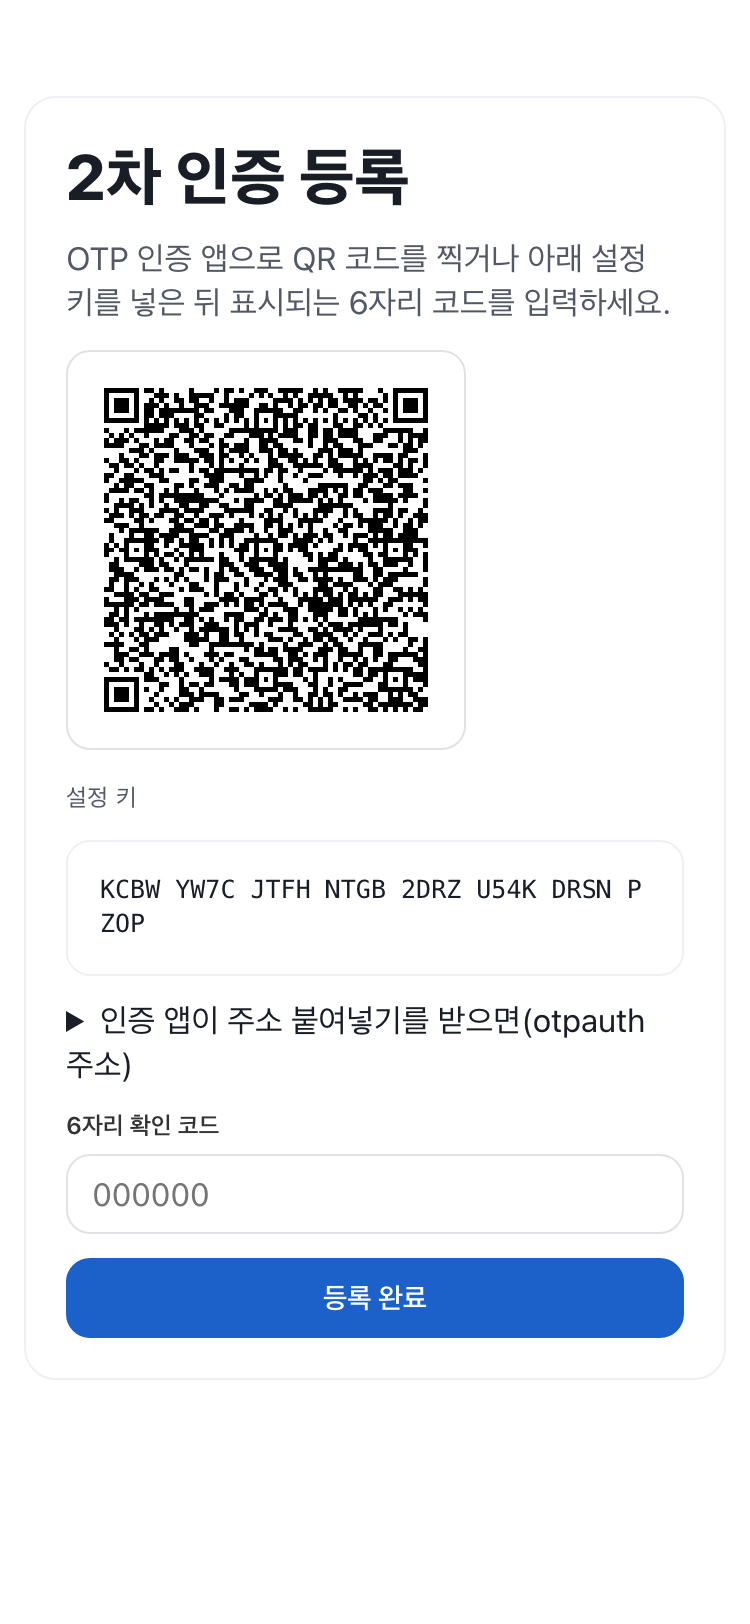 2차 인증 등록
OTP 인증 앱으로 QR 코드를 찍거나 아래 설정
키를 넣은 뒤 표시되는 6자리 코드를 입력하세요.
설정 키
KCBW YW7C JTFH NTGB 2DRZ U54K DRSN P
ZOP
▶ 인증 앱이 주소 붙여넣기를 받으면(otpauth
주소)
6자리 확인 코드
000000
등록 완료